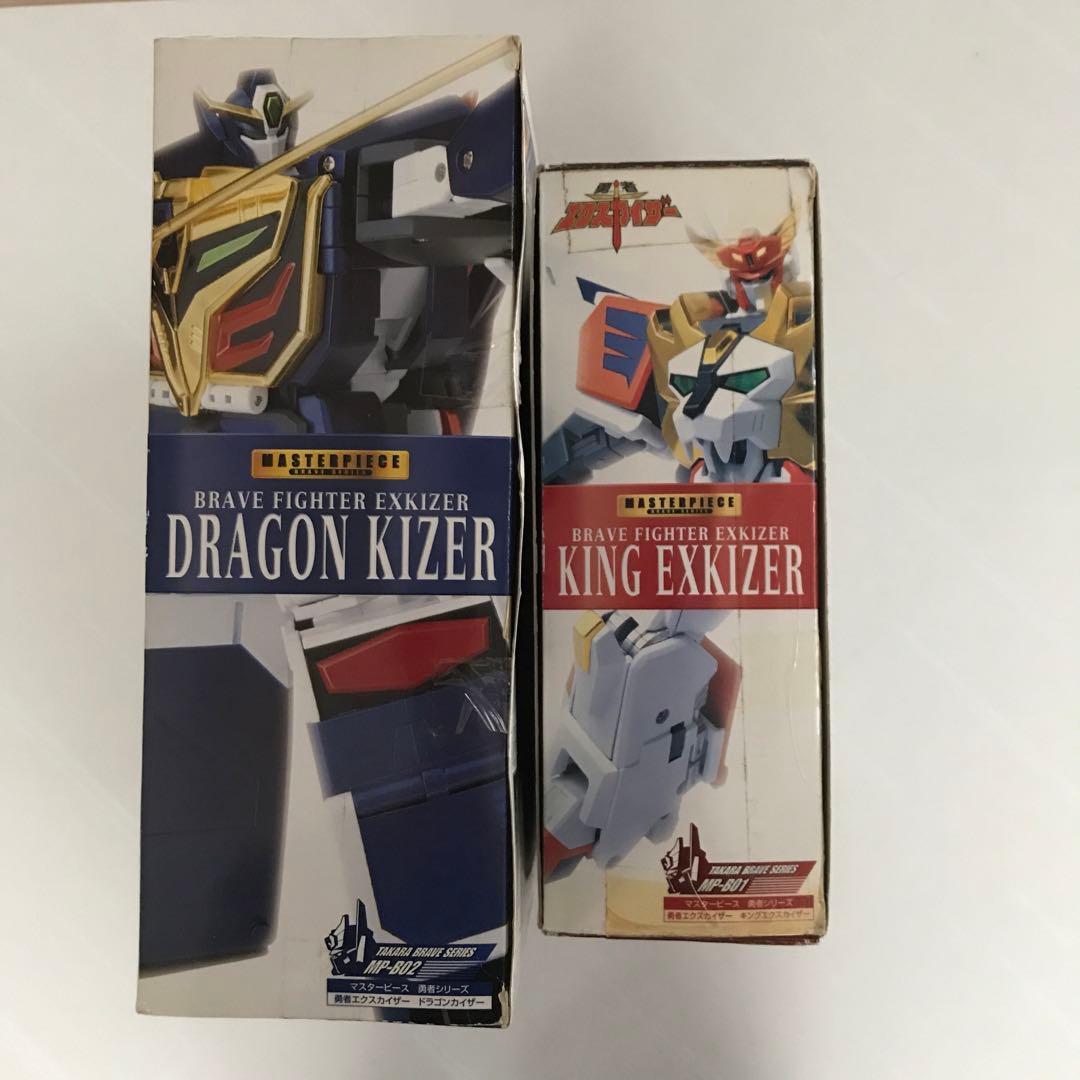 MASTERPIECE
BRAVE SERIES
BRAVE FIGHTER EXKIZER
DRAGON KIZER
TAKARA BRAVE SERIES
MP-B02
マスターピース 勇者シリーズ
勇者エクスカイザー ドラゴンカイザー
勇者
エクスカイザー
MASTERPIECE
BRAVE SERIES
BRAVE FIGHTER EXKIZER
KING EXKIZER
TAKARA BRAVE SERIES
MP-B01
マスターピース 勇者シリーズ
勇者エクスカイザー キングエクスカイザー